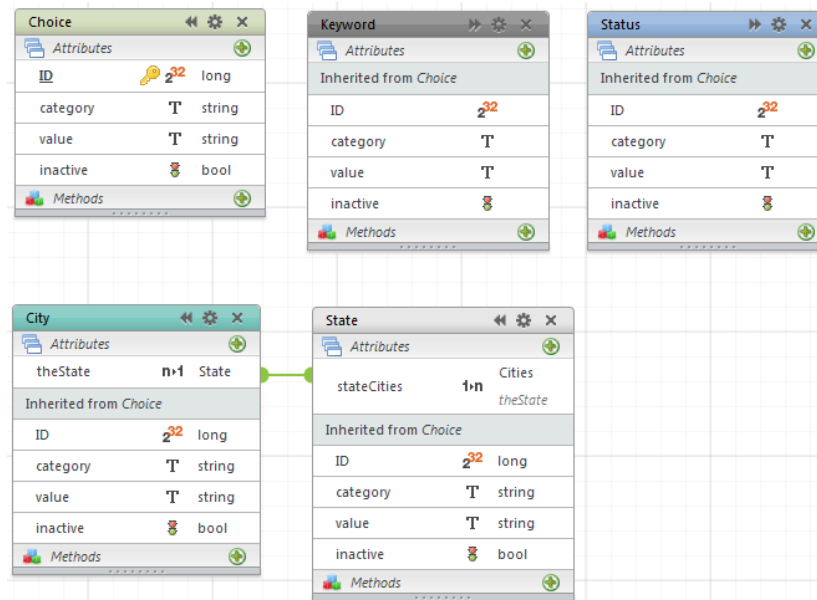 Choice
Attributes
ID 2³² long
category T string
value T string
inactive bool
Methods
Keyword
Attributes
Inherited from Choice
ID 2³²
category T
value T
inactive
Methods
Status
Attributes
Inherited from Choice
ID 2³²
category T
value T
inactive
Methods
City
Attributes
theState n▸1 State
Inherited from Choice
ID 2³² long
category T string
value T string
inactive bool
Methods
State
Attributes
stateCities 1▸n Cities
theState
Inherited from Choice
ID 2³² long
category T string
value T string
inactive bool
Methods